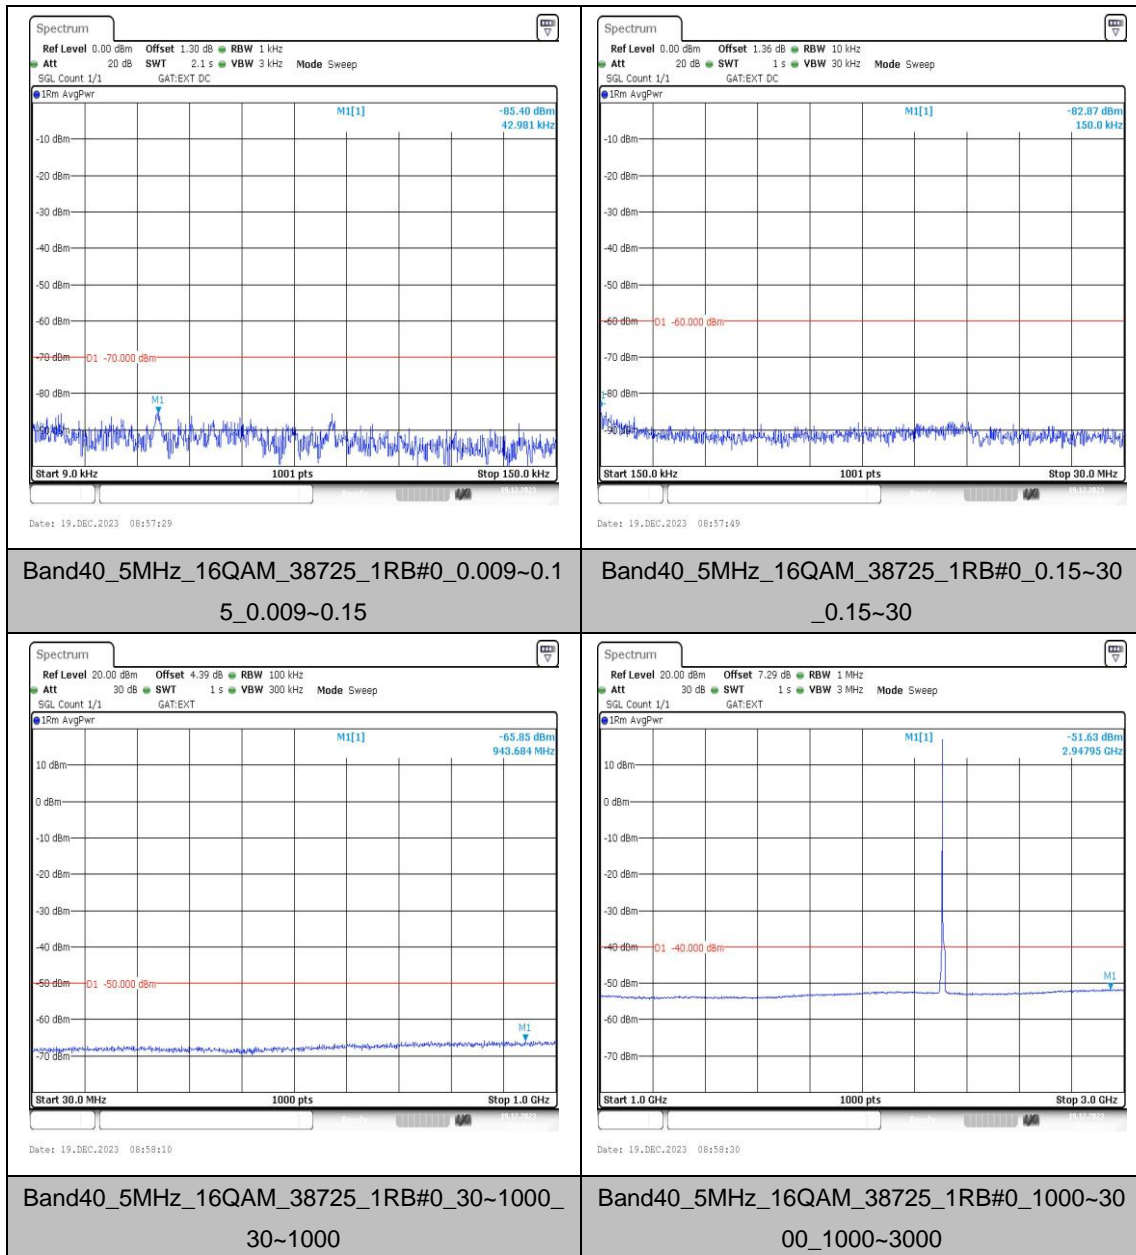 Spectrum
Ref Level 0.00 dBm Offset 1.30 dB RBW 1 kHz
Att 20 dB SWT 2.1 s VBW 3 kHz Mode Sweep
SGL Count 1/1 GAT:EXT DC
1Rm AvgPwr
M1[1] -85.40 dBm
42.981 kHz
-10 dBm
-20 dBm
-30 dBm
-40 dBm
-50 dBm
-60 dBm
-70 dBm D1 -70.000 dBm
-80 dBm
M1
Start 9.0 kHz 1001 pts Stop 150.0 kHz
Date: 19.DEC.2023 08:57:29
Spectrum
Ref Level 0.00 dBm Offset 1.36 dB RBW 10 kHz
Att 20 dB SWT 1 s VBW 30 kHz Mode Sweep
SGL Count 1/1 GAT:EXT DC
1Rm AvgPwr
M1[1] -82.87 dBm
150.0 kHz
-10 dBm
-20 dBm
-30 dBm
-40 dBm
-50 dBm
-60 dBm D1 -60.000 dBm
-70 dBm
-80 dBm
Start 150.0 kHz 1001 pts Stop 30.0 MHz
Date: 19.DEC.2023 08:57:49
Band40_5MHz_16QAM_38725_1RB#0_0.009~0.1
5_0.009~0.15
Band40_5MHz_16QAM_38725_1RB#0_0.15~30
_0.15~30
Spectrum
Ref Level 20.00 dBm Offset 4.39 dB RBW 100 kHz
Att 30 dB SWT 1 s VBW 300 kHz Mode Sweep
SGL Count 1/1 GAT:EXT
1Rm AvgPwr
M1[1] -65.85 dBm
943.684 MHz
10 dBm
0 dBm
-10 dBm
-20 dBm
-30 dBm
-40 dBm
-50 dBm D1 -50.000 dBm
-60 dBm
M1
-70 dBm
Start 30.0 MHz 1000 pts Stop 1.0 GHz
Date: 19.DEC.2023 08:58:10
Spectrum
Ref Level 20.00 dBm Offset 7.29 dB RBW 1 MHz
Att 30 dB SWT 1 s VBW 3 MHz Mode Sweep
SGL Count 1/1 GAT:EXT
1Rm AvgPwr
M1[1] -51.63 dBm
2.94795 GHz
10 dBm
0 dBm
-10 dBm
-20 dBm
-30 dBm
-40 dBm D1 -40.000 dBm
-50 dBm
M1
-60 dBm
-70 dBm
Start 1.0 GHz 1000 pts Stop 3.0 GHz
Date: 19.DEC.2023 08:58:30
Band40_5MHz_16QAM_38725_1RB#0_30~1000_
30~1000
Band40_5MHz_16QAM_38725_1RB#0_1000~30
00_1000~3000